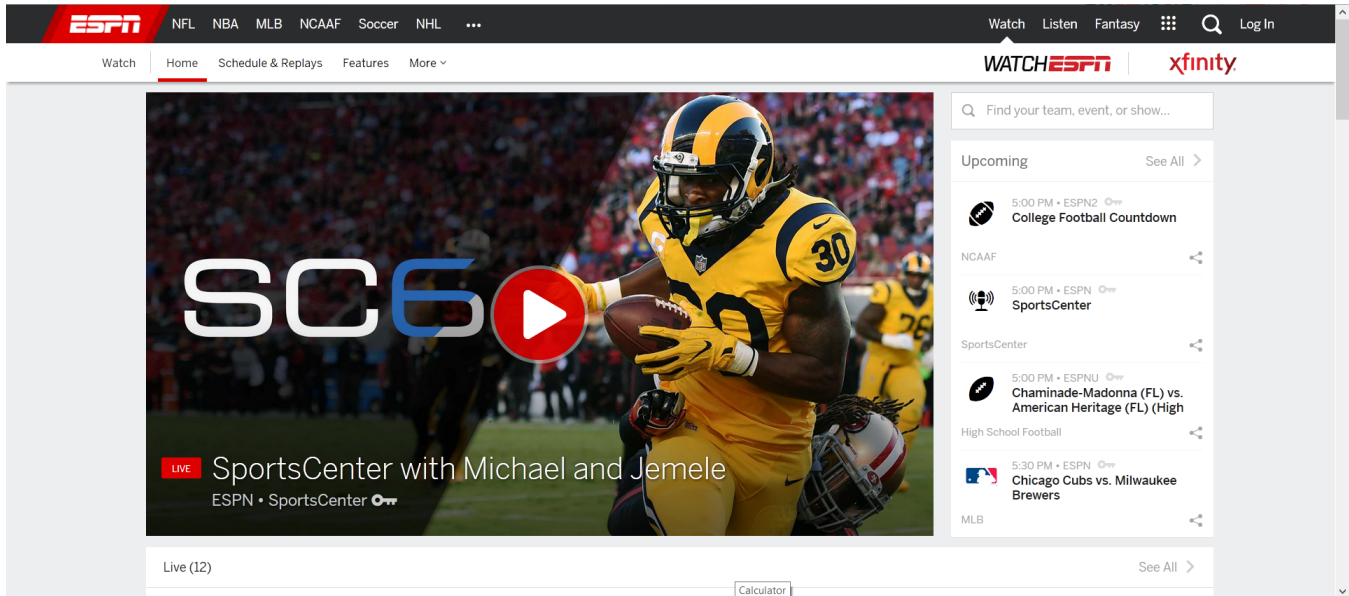 ESPN NFL NBA MLB NCAAF Soccer NHL ••• Watch Listen Fantasy Log In
Watch Home Schedule & Replays Features More WATCH ESPN xfinity
SC6
30
76
LIVE SportsCenter with Michael and Jemele
ESPN • SportsCenter
Find your team, event, or show...
Upcoming See All
5:00 PM • ESPN2
College Football Countdown
NCAAF
5:00 PM • ESPN
SportsCenter
SportsCenter
5:00 PM • ESPNU
Chaminade-Madonna (FL) vs.
American Heritage (FL) (High
High School Football
5:30 PM • ESPN
Chicago Cubs vs. Milwaukee
Brewers
MLB
Live (12) See All
Calculator